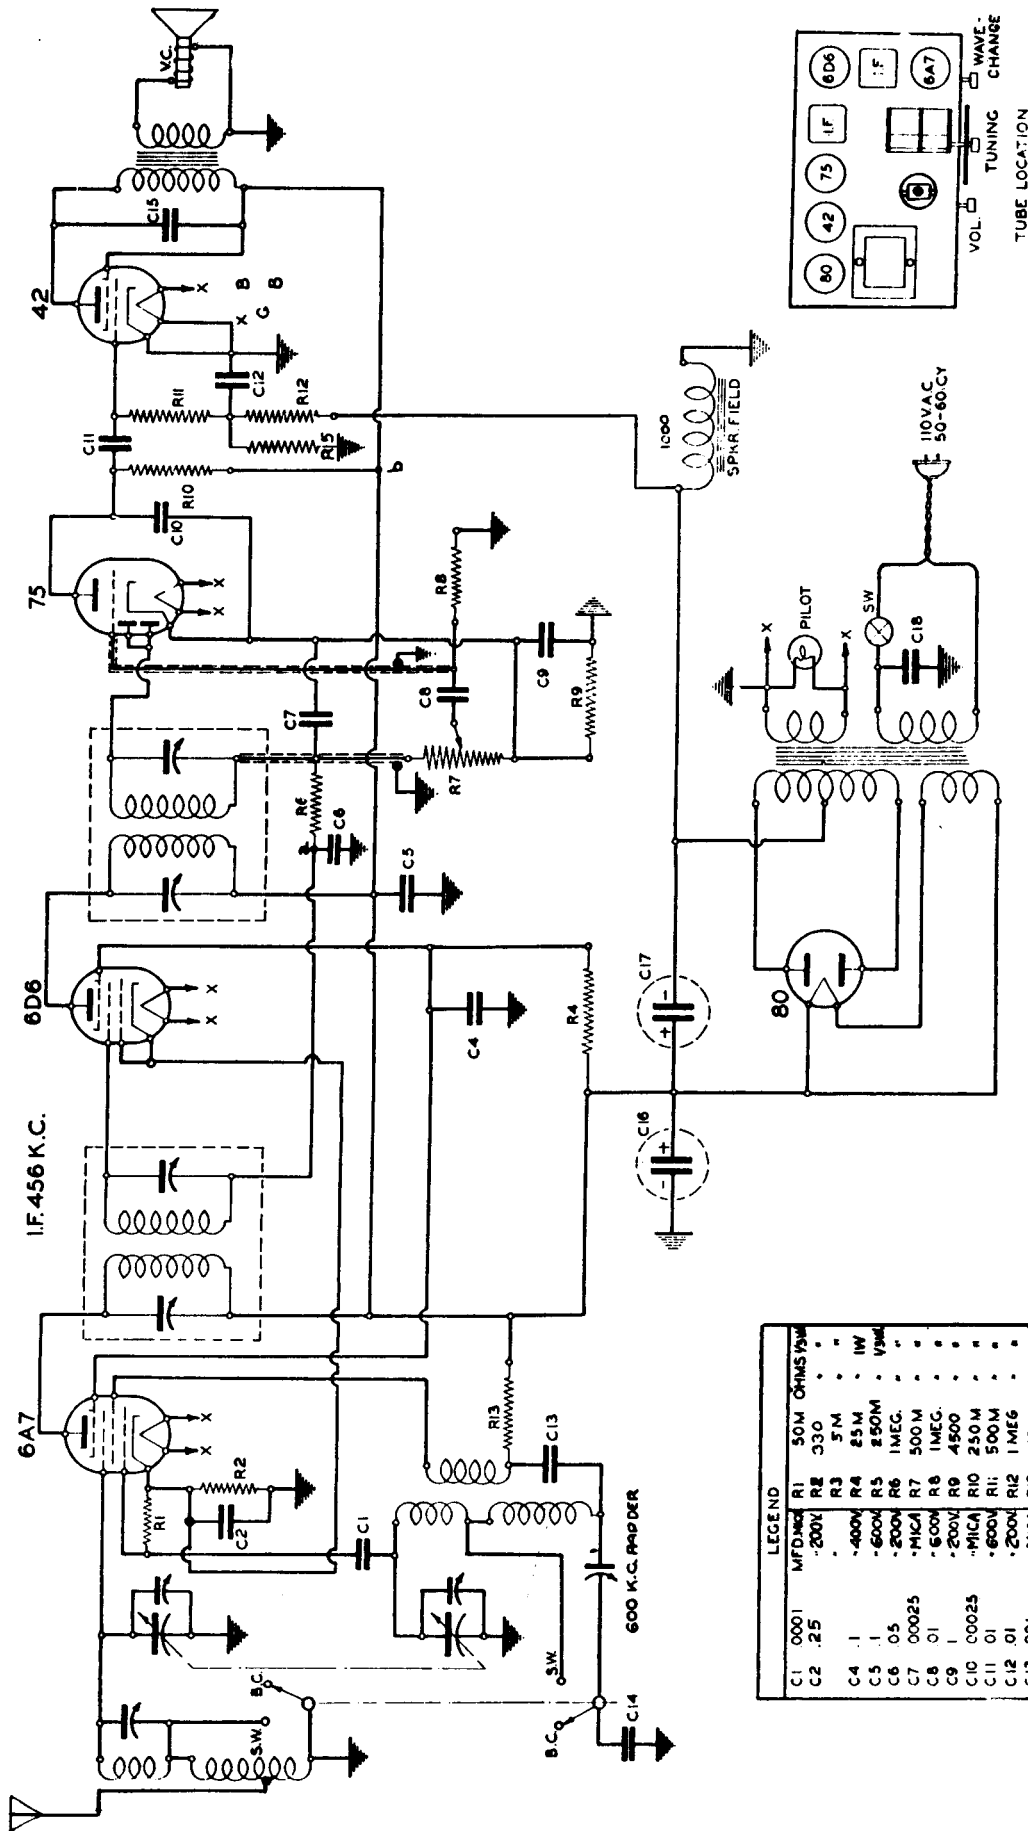 6A7
I.F. 456 K.C.
6D6
75
42
V.C.
C15
X
G
B
B
X
X
X
X
X
X
X
R1
R2
C2
C1
R13
C13
600 K.C. PADDER
B.C.
S.W.
S.W.
B.C.
C14
a
R6
C6
C5
C4
R4
C7
R7
C8
R8
C9
R9
C10
R10
C11
R11
C12
R12
R15
b
1000
SPKR. FIELD
C16
+
-
C17
-
+
80
X
PILOT
X
SW
C18
110 V. A.C.
50-60 CY
80
42
75
I.F
6D6
I.F
6A7
VOL.
TUNING
WAVE-
CHANGE
TUBE LOCATION
LEGEND
C1 .0001 MFD. MICA R1 50M OHMS 1/3W
C2 .25 " 200V R2 330 " "
" R3 5M " "
C4 .1 " 400V R4 25M " 1W
C5 .1 " 600V R5 250M " 1/3W
C6 .05 " 200V R6 1MEG. " "
C7 .00025 " MICA R7 500M " "
C8 .01 " 600V R8 1MEG. " "
C9 .1 " 200V R9 4500 " "
C10 .00025 " MICA R10 250M " "
C11 .01 " 600V R11 500M " "
C12 .01 " 200V R12 1MEG " "